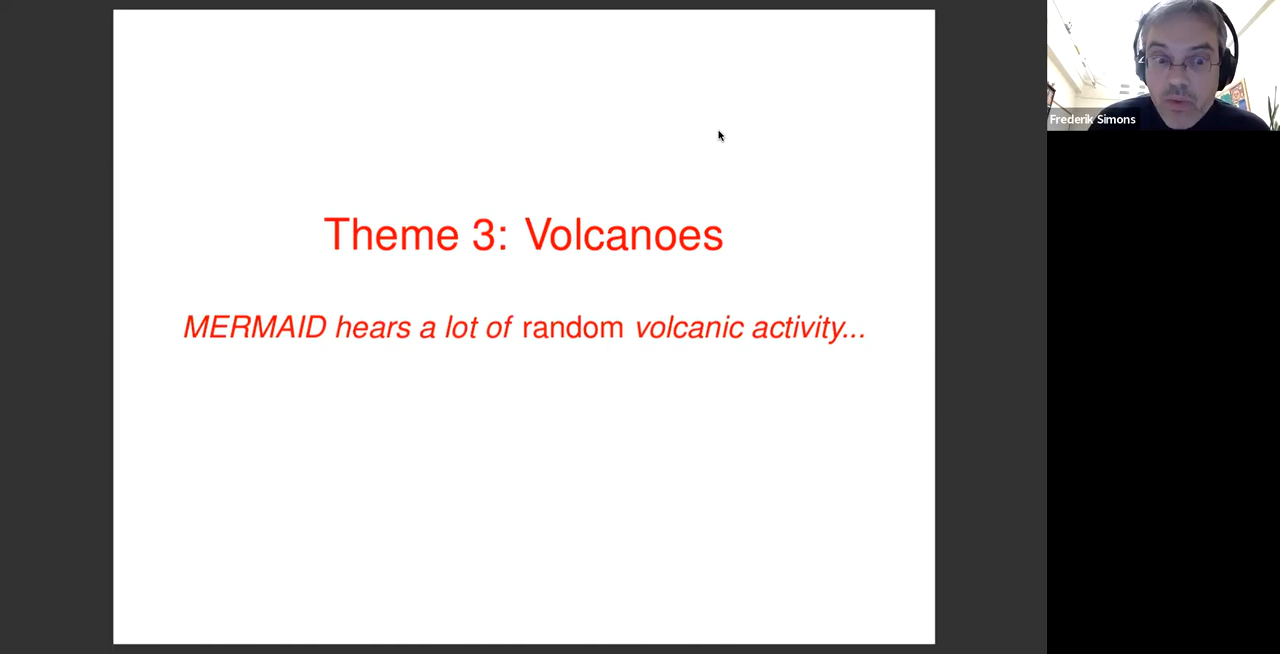 Theme 3: Volcanoes
MERMAID hears a lot of random volcanic activity...
Frederik Simons